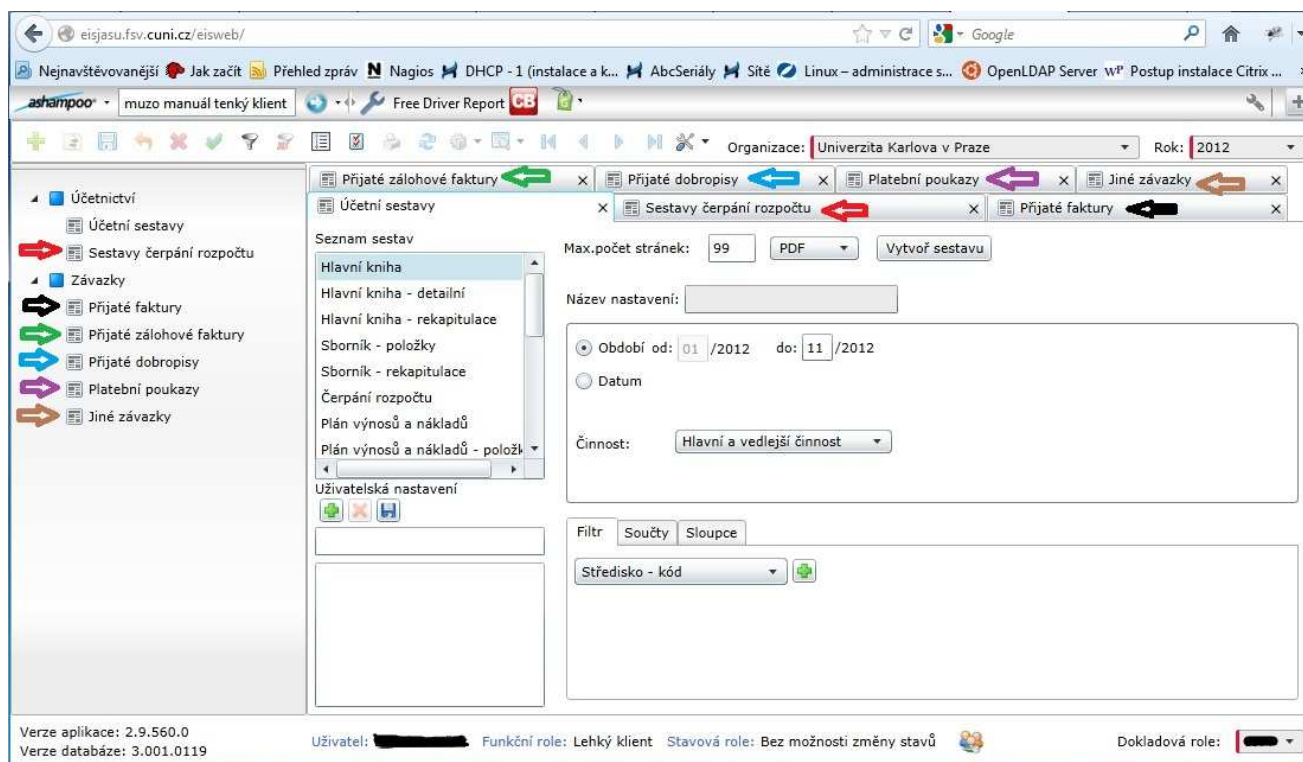 eisjasu.fsv.cuni.cz/eisweb/
Google
Nejnavštěvovanější Jak začít Přehled zpráv Nagios DHCP - 1 (instalace a k... AbcSeriály Sítě Linux – administrace s... OpenLDAP Server Postup instalace Citrix ...
ashampoo muzo manuál tenký klient Free Driver Report CB
Organizace: Univerzita Karlova v Praze Rok: 2012
Účetnictví
Účetní sestavy
Sestavy čerpání rozpočtu
Závazky
Přijaté faktury
Přijaté zálohové faktury
Přijaté dobropisy
Platební poukazy
Jiné závazky
Přijaté zálohové faktury x Přijaté dobropisy x Platební poukazy x Jiné závazky x
Účetní sestavy x Sestavy čerpání rozpočtu x Přijaté faktury x
Seznam sestav
Hlavní kniha
Hlavní kniha - detailní
Hlavní kniha - rekapitulace
Sborník - položky
Sborník - rekapitulace
Čerpání rozpočtu
Plán výnosů a nákladů
Plán výnosů a nákladů - položk
Uživatelská nastavení
Max.počet stránek: 99 PDF Vytvoř sestavu
Název nastavení:
Období od: 01 /2012 do: 11 /2012
Datum
Činnost: Hlavní a vedlejší činnost
Filtr Součty Sloupce
Středisko - kód
Verze aplikace: 2.9.560.0
Verze databáze: 3.001.0119
Uživatel: Funkční role: Lehký klient Stavová role: Bez možnosti změny stavů Dokladová role: